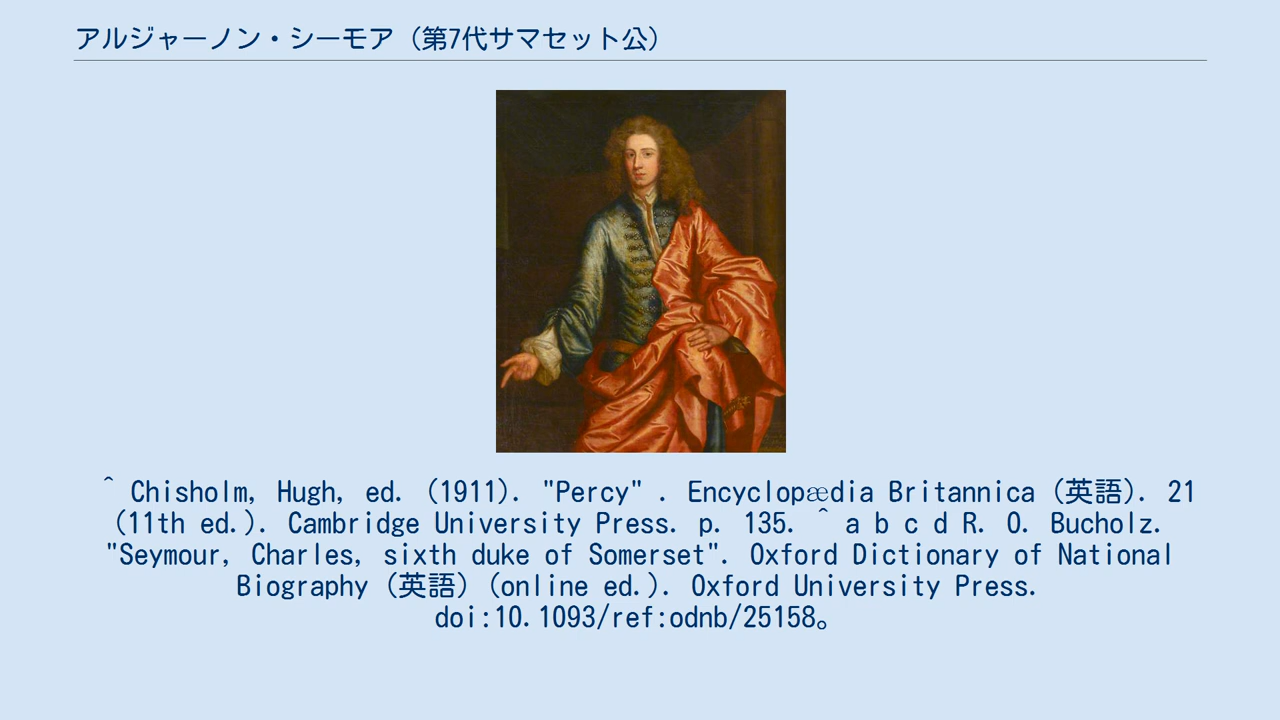 アルジャーノン・シーモア (第7代サマセット公)
^ Chisholm, Hugh, ed. (1911). "Percy" . Encyclopædia Britannica (英語). 21
(11th ed.). Cambridge University Press. p. 135. ^ a b c d R. O. Bucholz.
"Seymour, Charles, sixth duke of Somerset". Oxford Dictionary of National
Biography (英語) (online ed.). Oxford University Press.
doi:10.1093/ref:odnb/25158。